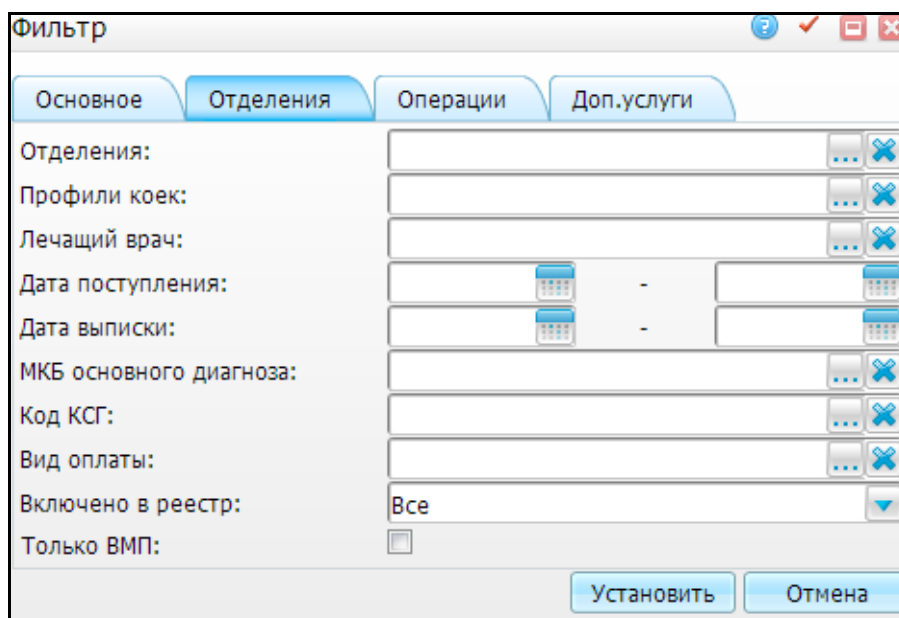 Фильтр
Основное Отделения Операции Доп.услуги
Отделения: ...
Профили коек: ...
Лечащий врач: ...
Дата поступления: -
Дата выписки: -
МКБ основного диагноза: ...
Код КСГ: ...
Вид оплаты: ...
Включено в реестр: Все
Только ВМП:
Установить Отмена